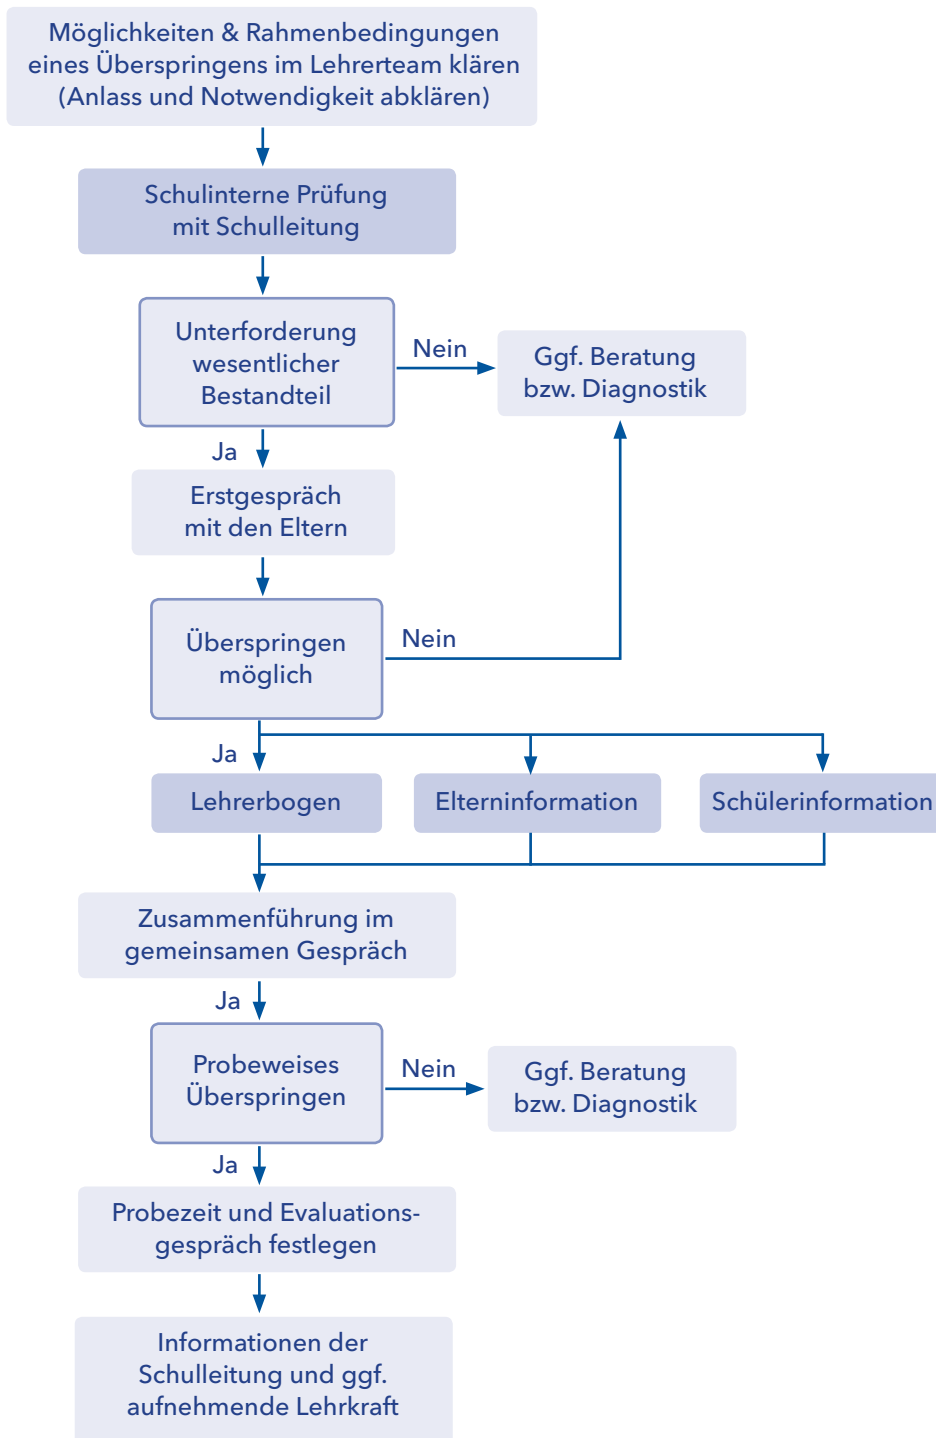 Möglichkeiten & Rahmenbedingungen
eines Überspringens im Lehrerteam klären
(Anlass und Notwendigkeit abklären)
Schulinterne Prüfung
mit Schulleitung
Unterforderung
wesentlicher
Bestandteil
Nein
Ggf. Beratung
bzw. Diagnostik
Ja
Erstgespräch
mit den Eltern
Überspringen
möglich
Nein
Ja
Lehrerbogen
Elterninformation
Schülerinformation
Zusammenführung im
gemeinsamen Gespräch
Ja
Probeweises
Überspringen
Nein
Ggf. Beratung
bzw. Diagnostik
Ja
Probezeit und Evaluations-
gespräch festlegen
Informationen der
Schulleitung und ggf.
aufnehmende Lehrkraft